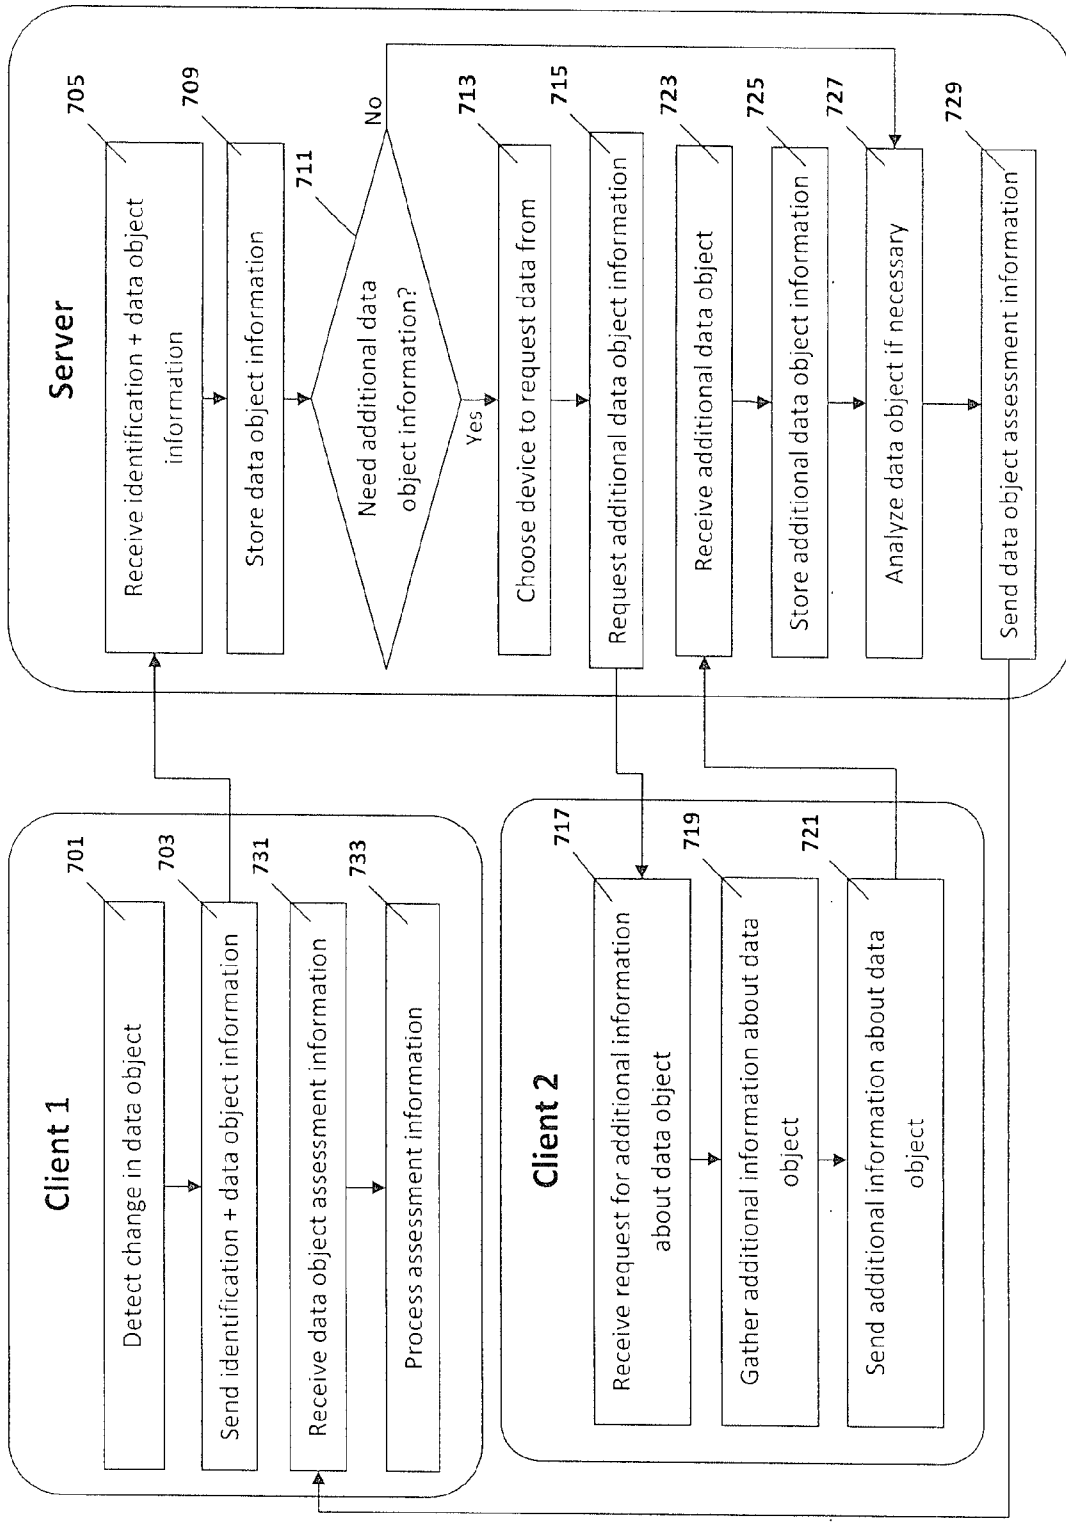 Client 1
701
Detect change in data object
703
Send identification + data object information
731
Receive data object assessment information
733
Process assessment information
Client 2
717
Receive request for additional information
about data object
719
Gather additional information about data
object
721
Send additional information about data
object
Server
705
Receive identification + data object
information
709
Store data object information
711
Need additional data
object information?
No
Yes
713
Choose device to request data from
715
Request additional data object information
723
Receive additional data object
725
Store additional data object information
727
Analyze data object if necessary
729
Send data object assessment information